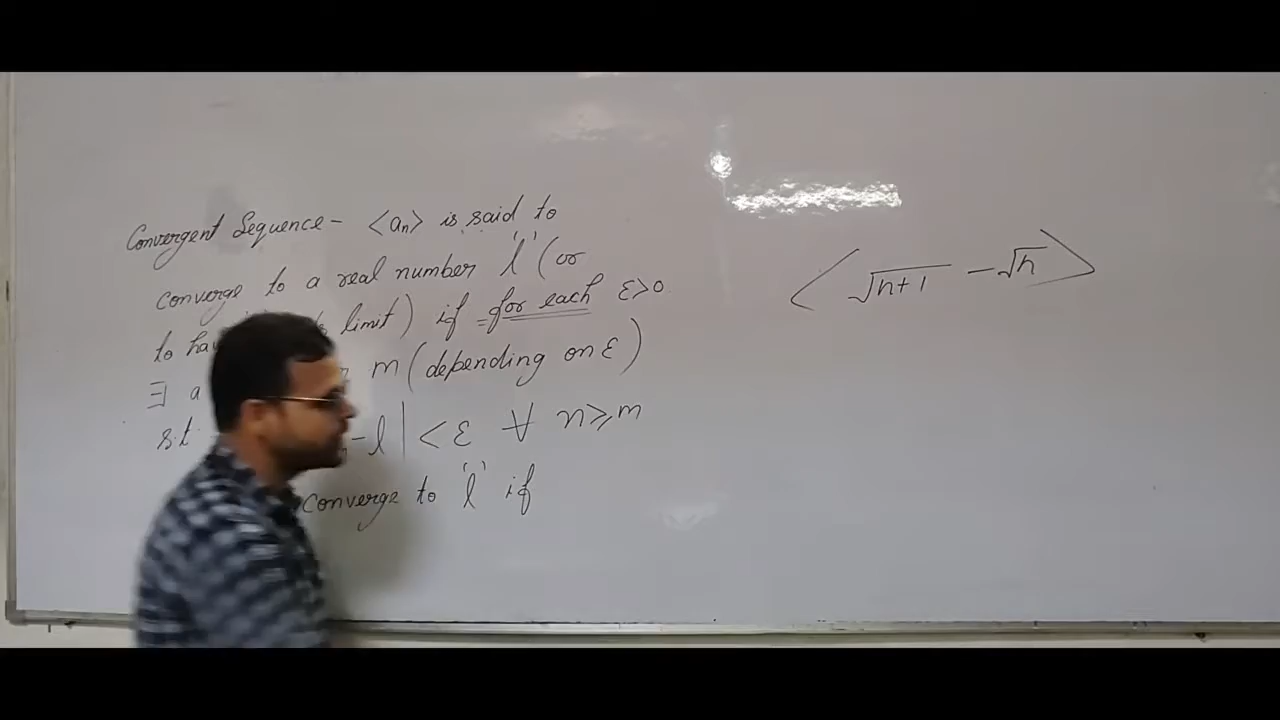 Convergent Sequence – <aₙ> is said to
converge to a real number 'l' (or
to limit) if for each ε>0
∃ a m (depending on ε)
s.t - l | < ε ∀ n ≥ m
converge to 'l' if
< √n+1 – √n >